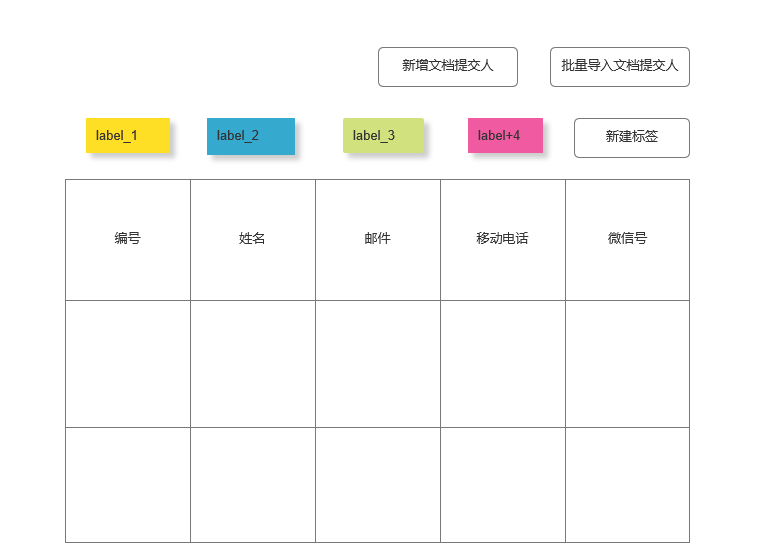 新增文档提交人
批量导入文档提交人
label_1
label_2
label_3
label+4
新建标签
编号
姓名
邮件
移动电话
微信号